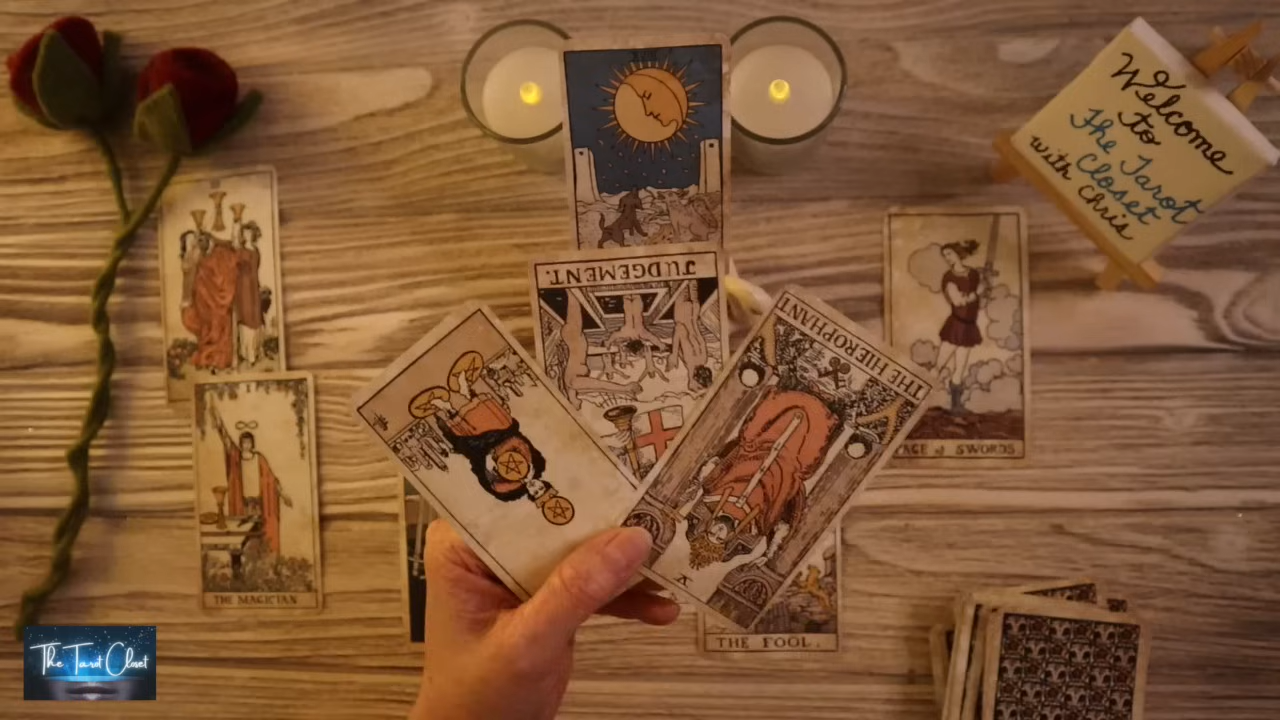 Welcome
to
The Tarot
Closet
with Chris
JUDGEMENT.
THE HIEROPHANT
V
PAGE of SWORDS
THE MAGICIAN
THE FOOL.
The Tarot Closet